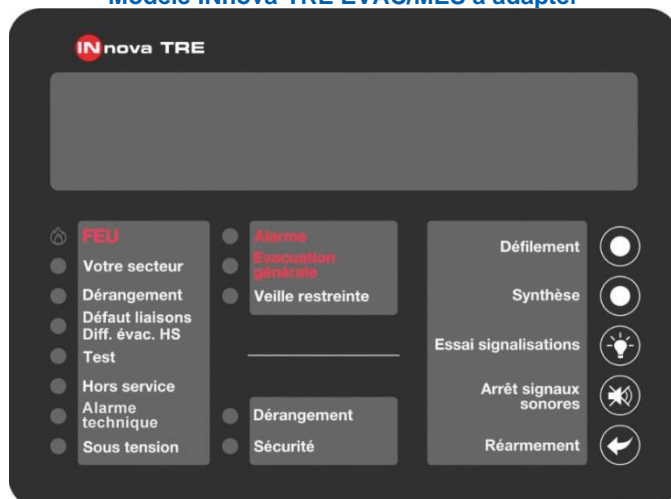 Modèle INnova TRE EVAC/MES à adapter
INnova TRE
FEU
Votre secteur
Dérangement
Défaut liaisons
Diff. évac. HS
Test
Hors service
Alarme
technique
Sous tension
Alarme
Evacuation
générale
Veille restreinte
Dérangement
Sécurité
Défilement
Synthèse
Essai signalisations
Arrêt signaux
sonores
Réarmement